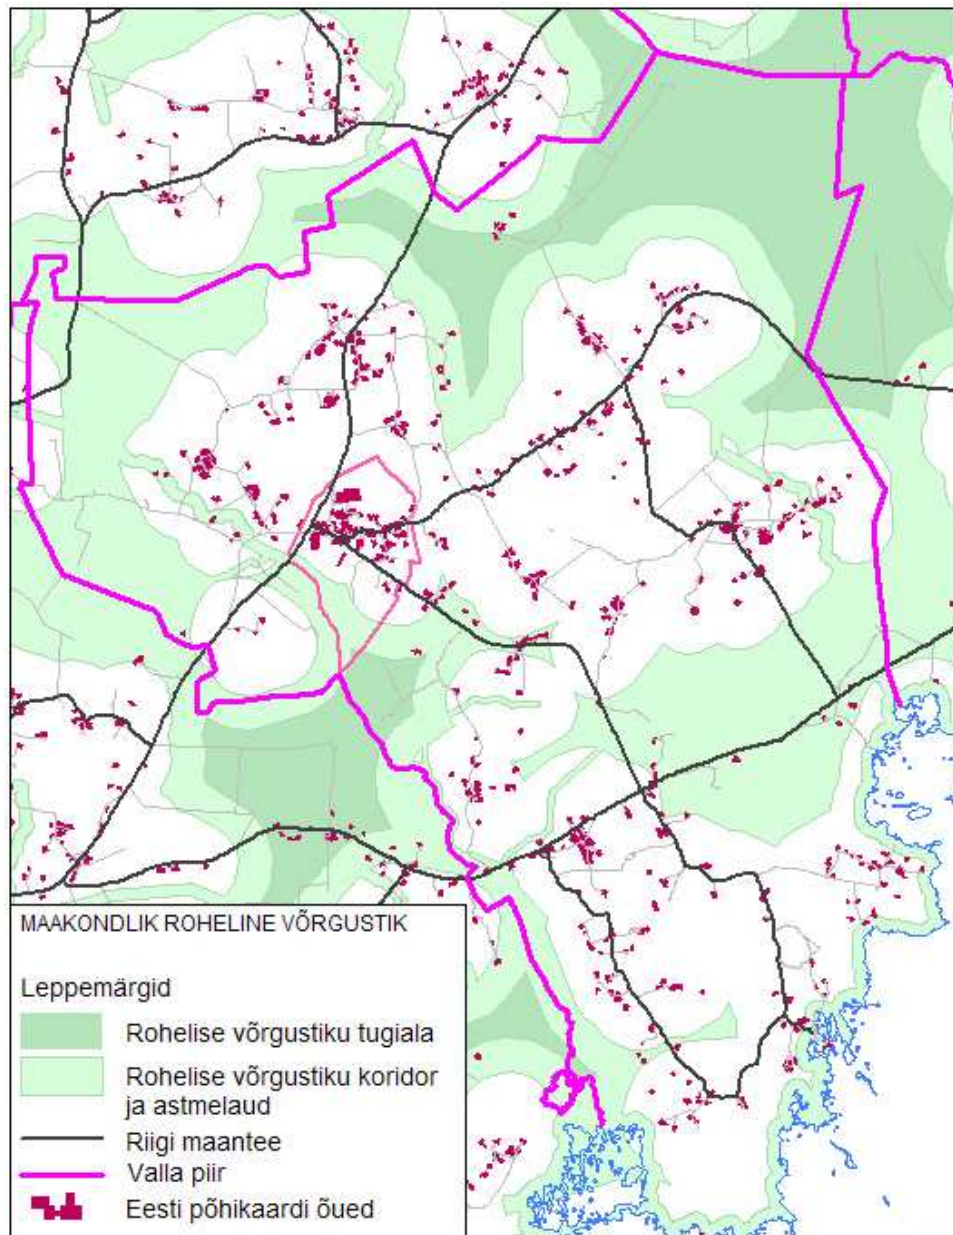 MAAKONDLIK ROHELINE VÕRGUSTIK
Leppemärgid
Rohelise võrgustiku tugiala
Rohelise võrgustiku koridor
ja astmelaud
Riigi maantee
Valla piir
Eesti põhikaardi õued